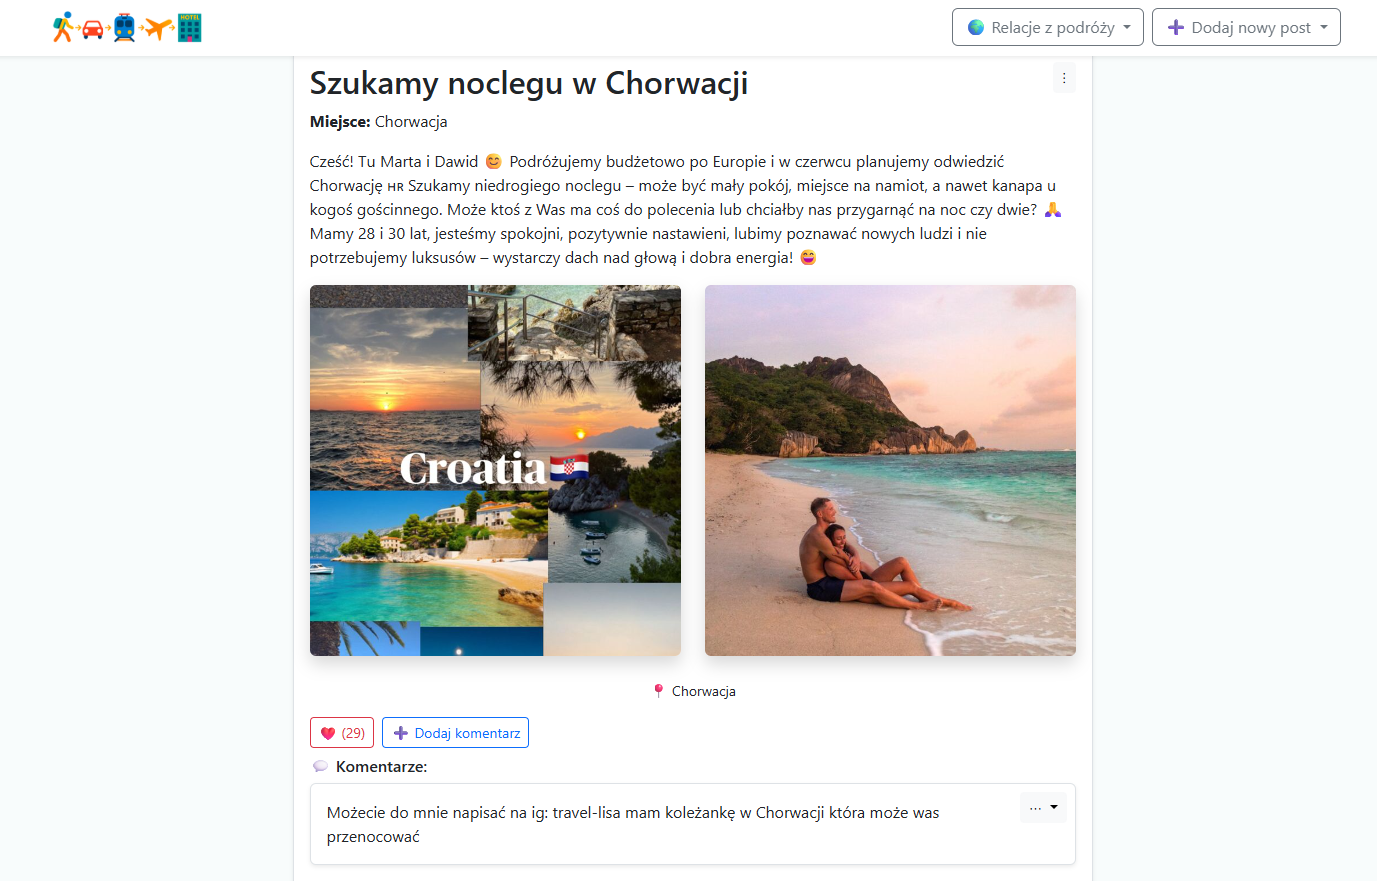 HOTEL
Relacje z podróży
Dodaj nowy post
Szukamy noclegu w Chorwacji
Miejsce: Chorwacja
Cześć! Tu Marta i Dawid 😊 Podróżujemy budżetowo po Europie i w czerwcu planujemy odwiedzić
Chorwację ʜʀ Szukamy niedrogiego noclegu – może być mały pokój, miejsce na namiot, a nawet kanapa u
kogoś gościnnego. Może ktoś z Was ma coś do polecenia lub chciałby nas przygarnąć na noc czy dwie? 🙏
Mamy 28 i 30 lat, jesteśmy spokojni, pozytywnie nastawieni, lubimy poznawać nowych ludzi i nie
potrzebujemy luksusów – wystarczy dach nad głową i dobra energia! 😄
Croatia
Chorwacja
(29)
Dodaj komentarz
Komentarze:
Możecie do mnie napisać na ig: travel-lisa mam koleżankę w Chorwacji która może was
przenocować
...